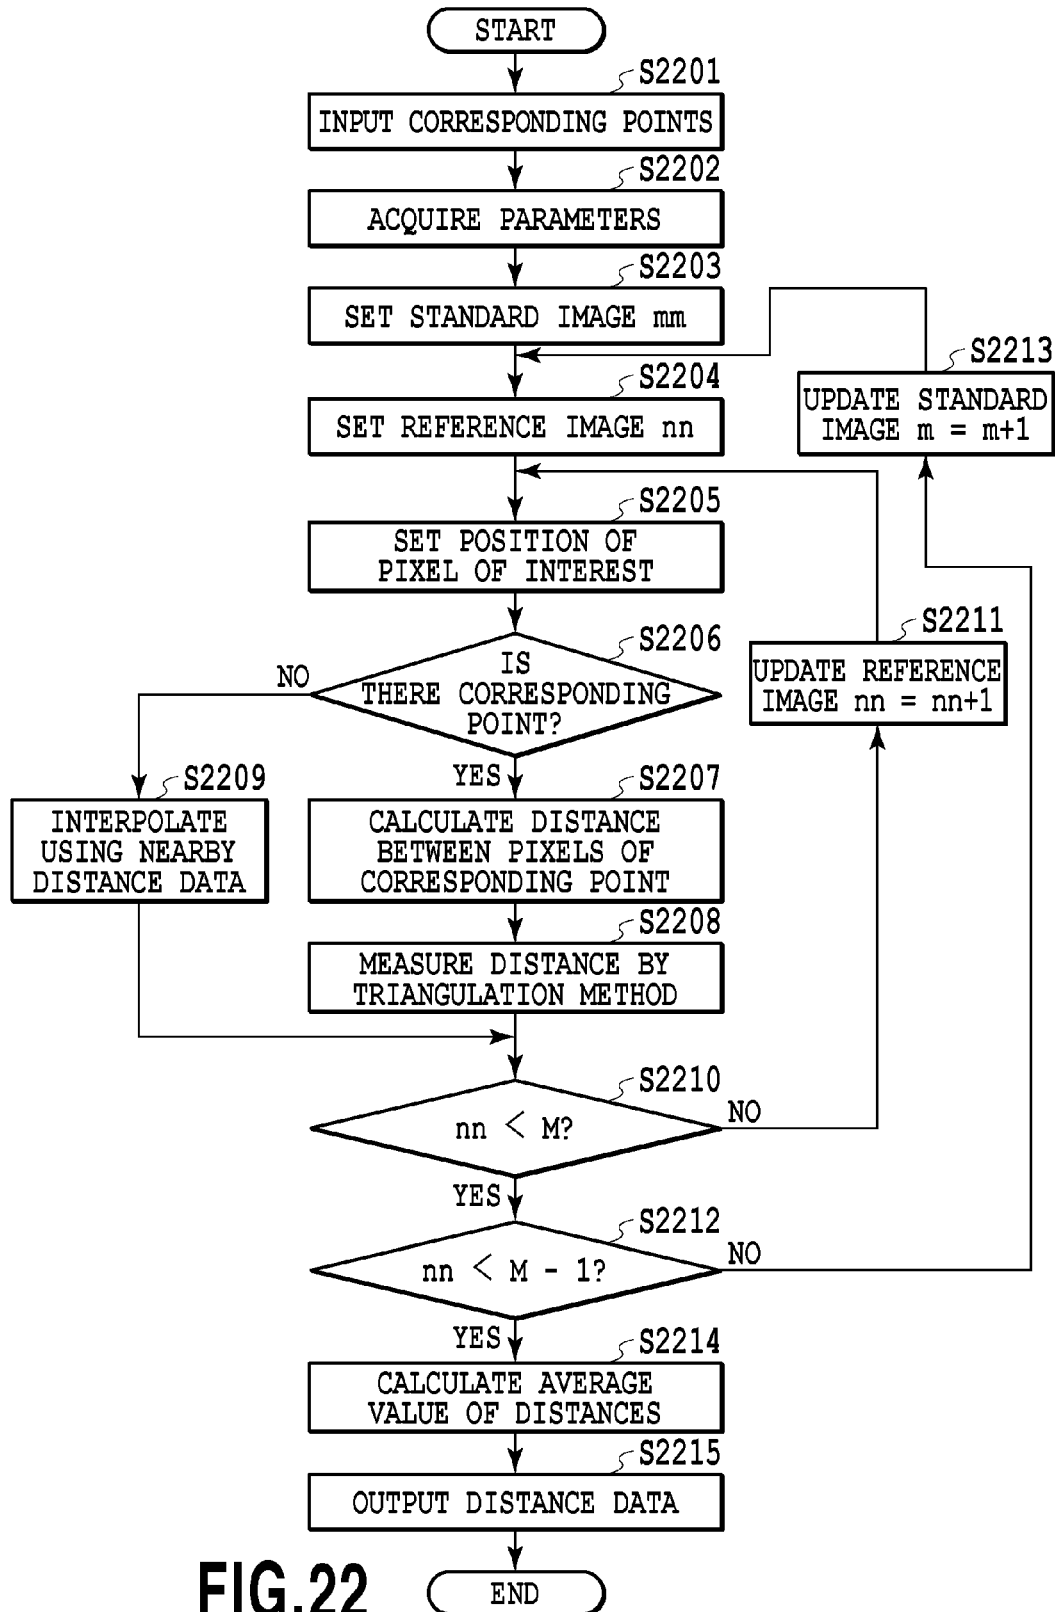 START
S2201
INPUT CORRESPONDING POINTS
S2202
ACQUIRE PARAMETERS
S2203
SET STANDARD IMAGE mm
S2213
UPDATE STANDARD
IMAGE m = m+1
S2204
SET REFERENCE IMAGE nn
S2205
SET POSITION OF
PIXEL OF INTEREST
S2206
IS
THERE CORRESPONDING
POINT?
NO
YES
S2211
UPDATE REFERENCE
IMAGE nn = nn+1
S2209
INTERPOLATE
USING NEARBY
DISTANCE DATA
S2207
CALCULATE DISTANCE
BETWEEN PIXELS OF
CORRESPONDING POINT
S2208
MEASURE DISTANCE BY
TRIANGULATION METHOD
S2210
nn < M?
NO
YES
S2212
nn < M - 1?
NO
YES
S2214
CALCULATE AVERAGE
VALUE OF DISTANCES
S2215
OUTPUT DISTANCE DATA
END
FIG.22